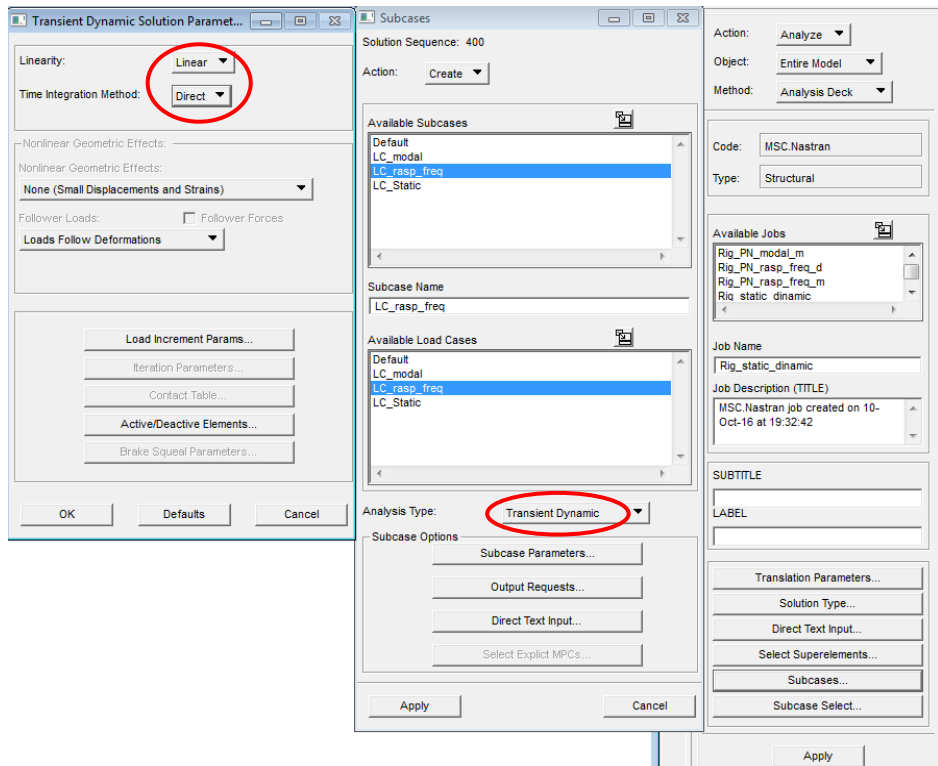 Transient Dynamic Solution Paramet...
Linearity:
Linear
Time Integration Method:
Direct
Nonlinear Geometric Effects:
Nonlinear Geometric Effects:
None (Small Displacements and Strains)
Follower Loads:
Follower Forces
Loads Follow Deformations
Load Increment Params...
Iteration Parameters...
Contact Table...
Active/Deactive Elements...
Brake Squeal Parameters...
OK
Defaults
Cancel
Subcases
Solution Sequence: 400
Action:
Create
Available Subcases
Default
LC_modal
LC_rasp_freq
LC_Static
Subcase Name
LC_rasp_freq
Available Load Cases
Default
LC_modal
LC_rasp_freq
LC_Static
Analysis Type:
Transient Dynamic
Subcase Options
Subcase Parameters...
Output Requests...
Direct Text Input...
Select Explict MPCs...
Apply
Cancel
Action:
Analyze
Object:
Entire Model
Method:
Analysis Deck
Code:
MSC.Nastran
Type:
Structural
Available Jobs
Rig_PN_modal_m
Rig_PN_rasp_freq_d
Rig_PN_rasp_freq_m
Rig_static_dinamic
Job Name
Rig_static_dinamic
Job Description (TITLE)
MSC.Nastran job created on 10-
Oct-16 at 19:32:42
SUBTITLE
LABEL
Translation Parameters...
Solution Type...
Direct Text Input...
Select Superelements...
Subcases...
Subcase Select...
Apply